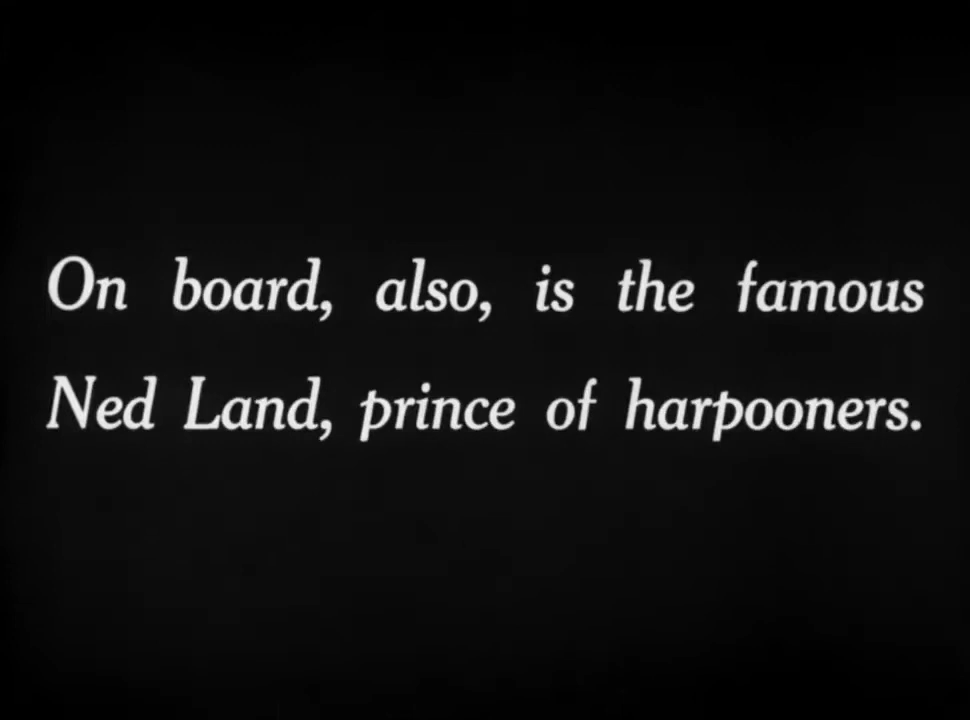 On board, also, is the famous
Ned Land, prince of harpooners.